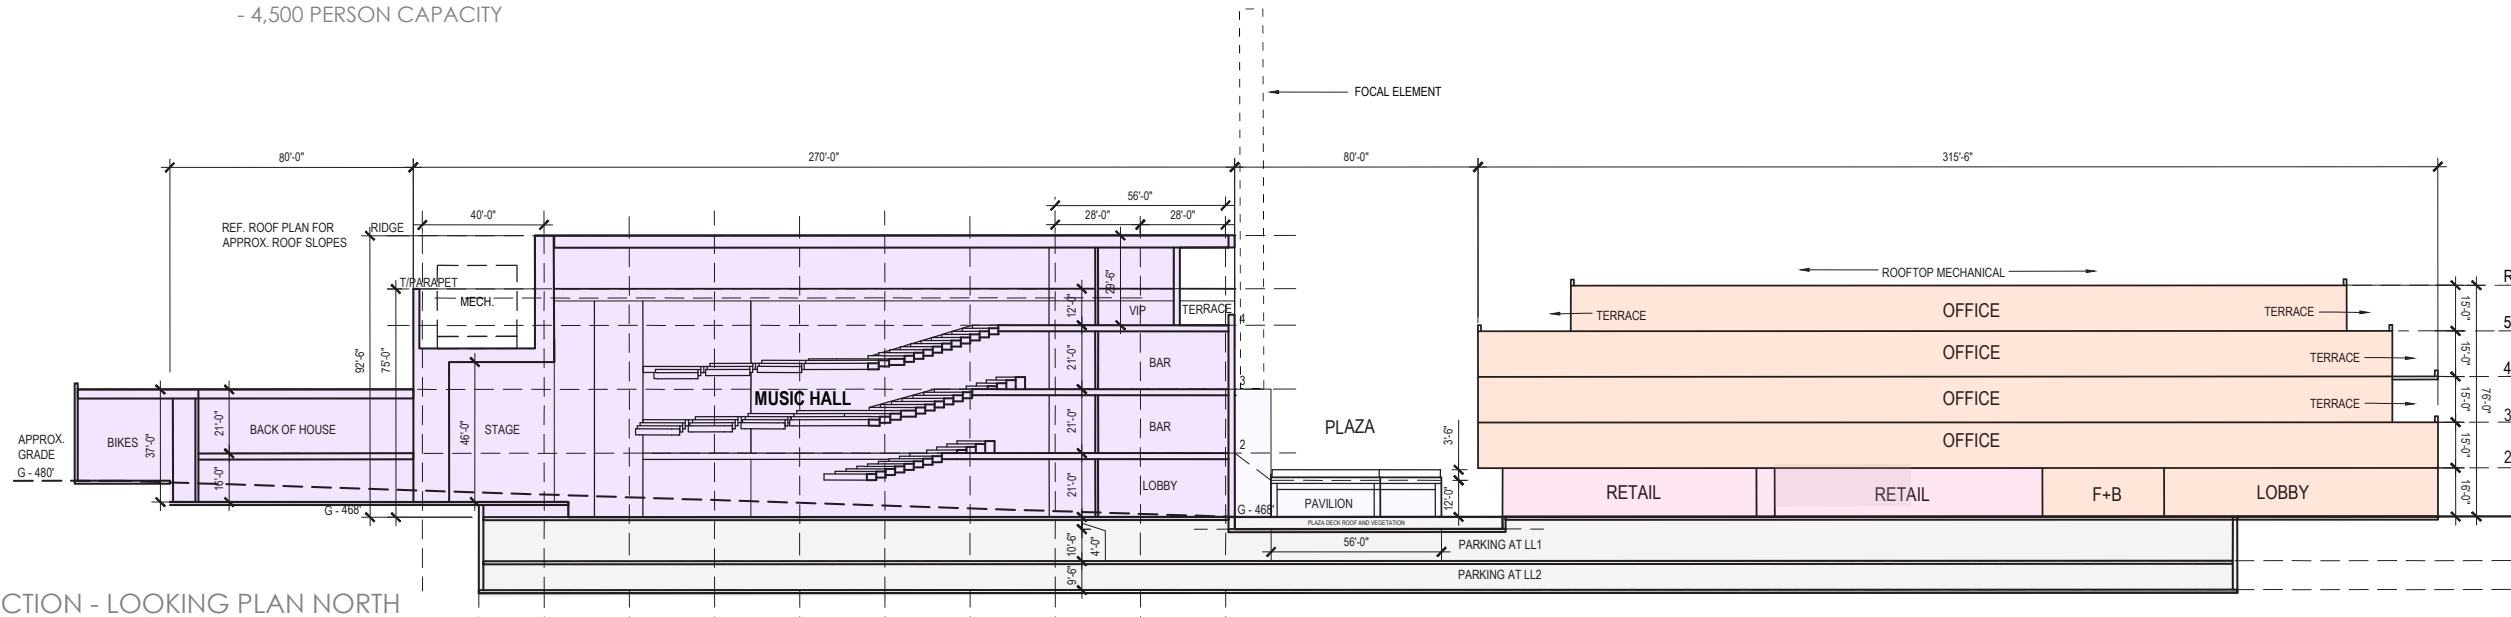 - 4,500 PERSON CAPACITY
FOCAL ELEMENT
80'-0"
270'-0"
80'-0"
315'-6"
56'-0"
40'-0"
28'-0"
28'-0"
REF. ROOF PLAN FOR
APPROX. ROOF SLOPES
RIDGE
T/PARAPET
MECH.
92'-6"
75'-0"
29'-6"
12'-0"
VIP
TERRACE
4
ROOFTOP MECHANICAL
R
OFFICE
TERRACE
TERRACE
15'-0"
5
BAR
21'-0"
OFFICE
TERRACE
15'-0"
4
3
MUSIC HALL
OFFICE
TERRACE
15'-0"
76'-0"
3
APPROX.
GRADE
G - 480'
BIKES
37'-0"
21'-0"
BACK OF HOUSE
46'-0"
STAGE
21'-0"
BAR
2
PLAZA
3'-6"
OFFICE
15'-0"
2
16'-0"
21'-0"
LOBBY
PAVILION
12'-0"
RETAIL
RETAIL
F+B
LOBBY
16'-0"
G - 468'
G - 468'
PLAZA DECK ROOF AND VEGETATION
10'-6"
4'-0"
56'-0"
PARKING AT LL1
9'-6"
PARKING AT LL2
CTION - LOOKING PLAN NORTH